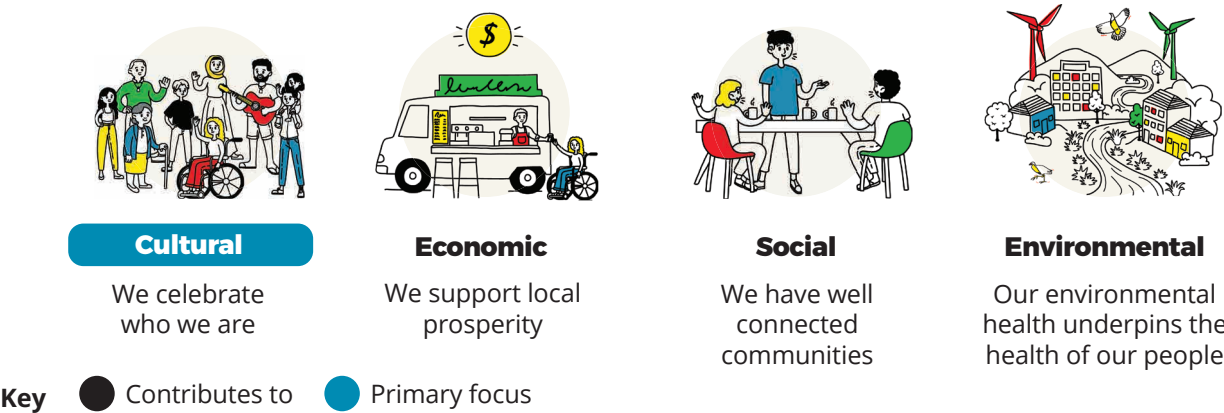 $
Cultural
We celebrate
who we are
Economic
We support local
prosperity
Social
We have well
connected
communities
Environmental
Our environmental
health underpins the
health of our people
Key
Contributes to
Primary focus